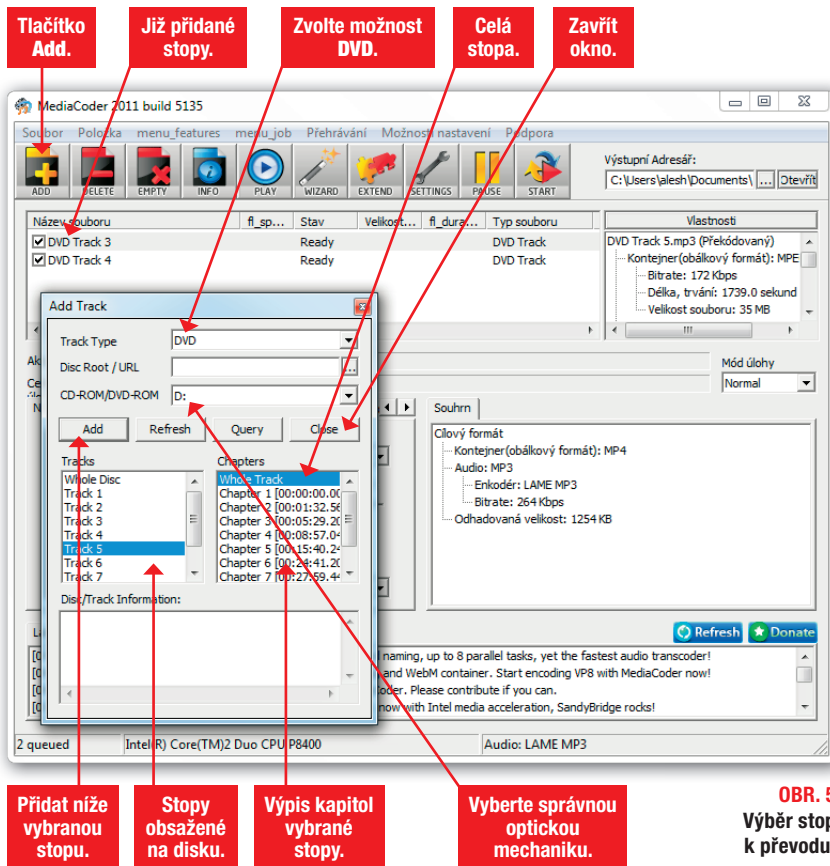 Tlačítko
Add.
Již přidané
stopy.
Zvolte možnost
DVD.
Celá
stopa.
Zavřít
okno.
MediaCoder 2011 build 5135
Soubor Položka menu_features menu_job Přehrávání Možnosti nastavení Podpora
ADD DELETE EMPTY INFO PLAY WIZARD EXTEND SETTINGS PAUSE START
Výstupní Adresář:
C:\Users\alesh\Documents\ ... Otevřít
Název souboru fl_sp... Stav Velikost... fl_dura... Typ souboru
DVD Track 3 Ready DVD Track
DVD Track 4 Ready DVD Track
Vlastnosti
DVD Track 5.mp3 (Překódovaný)
Kontejner(obálkový formát): MPE
Bitrate: 172 Kbps
Délka, trvání: 1739.0 sekund
Velikost souboru: 35 MB
Mód úlohy
Normal
Add Track
Track Type DVD
Disc Root / URL ...
CD-ROM/DVD-ROM D:
Add Refresh Query Close
Tracks
Whole Disc
Track 1
Track 2
Track 3
Track 4
Track 5
Track 6
Track 7
Chapters
Whole Track
Chapter 1 [00:00:00.00
Chapter 2 [00:01:32.56
Chapter 3 [00:05:29.20
Chapter 4 [00:08:57.04
Chapter 5 [00:15:40.24
Chapter 6 [00:24:41.20
Chapter 7 [00:27:59.44
Disc/Track Information:
Souhrn
Cílový formát
Kontejner(obálkový formát): MP4
Audio: MP3
Enkodér: LAME MP3
Bitrate: 264 Kbps
Odhadovaná velikost: 1254 KB
Refresh Donate
naming, up to 8 parallel tasks, yet the fastest audio transcoder!
and WebM container. Start encoding VP8 with MediaCoder now!
oder. Please contribute if you can.
now with Intel media acceleration, SandyBridge rocks!
2 queued Intel(R) Core(TM)2 Duo CPU P8400 Audio: LAME MP3
Přidat níže
vybranou
stopu.
Stopy
obsažené
na disku.
Výpis kapitol
vybrané
stopy.
Vyberte správnou
optickou
mechaniku.
OBR. 5
Výběr stop
k převodu